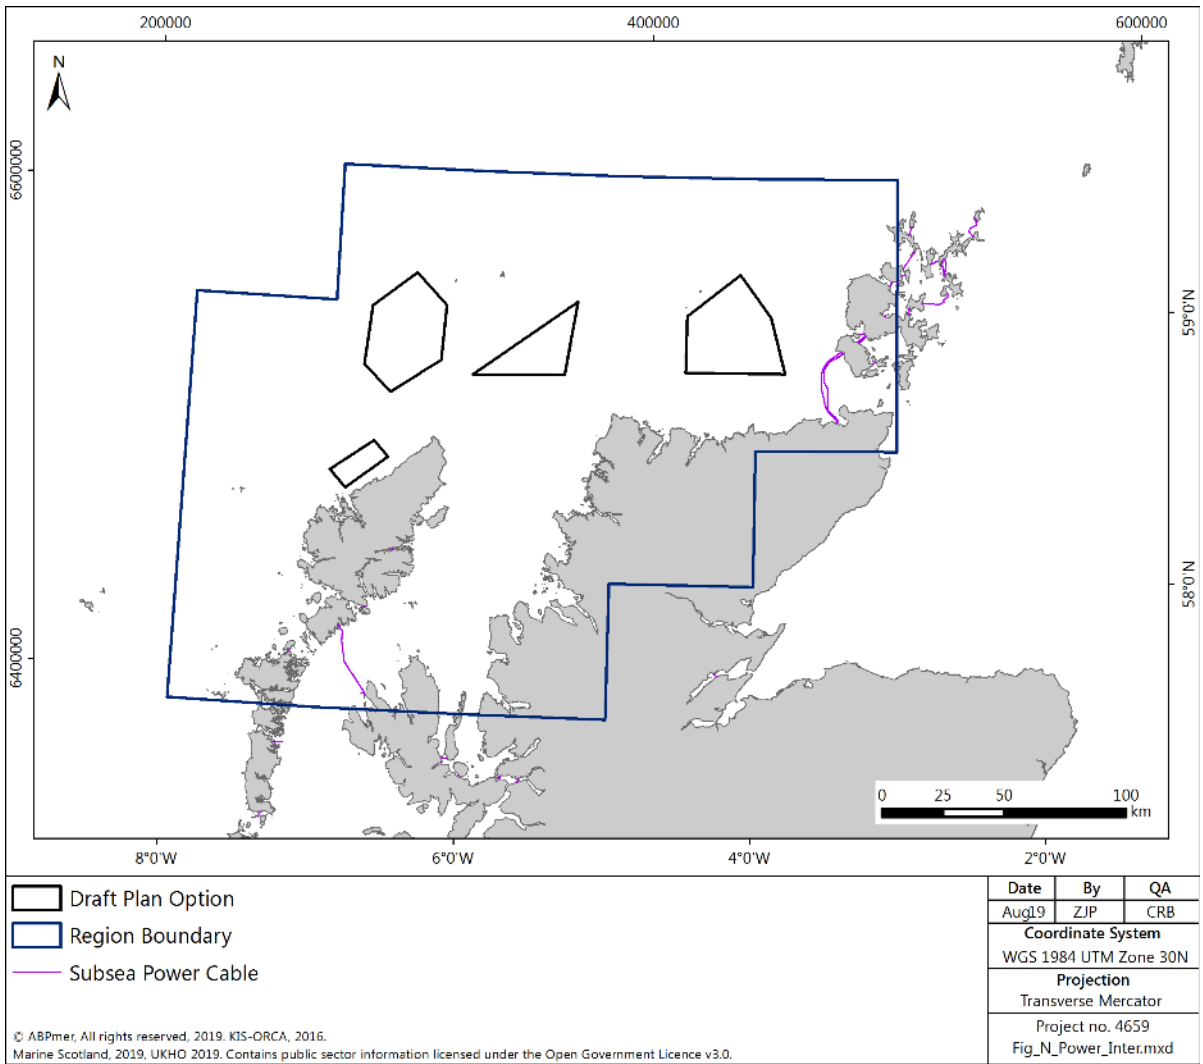 200000 400000 600000
N
6600000
6400000
59°0'N
58°0'N
0 25 50 100
km
8°0'W 6°0'W 4°0'W 2°0'W
Draft Plan Option
Region Boundary
Subsea Power Cable
© ABPmer, All rights reserved, 2019. KIS-ORCA, 2016.
Marine Scotland, 2019, UKHO 2019. Contains public sector information licensed under the Open Government Licence v3.0.
Date By QA
Aug19 ZJP CRB
Coordinate System
WGS 1984 UTM Zone 30N
Projection
Transverse Mercator
Project no. 4659
Fig_N_Power_Inter.mxd